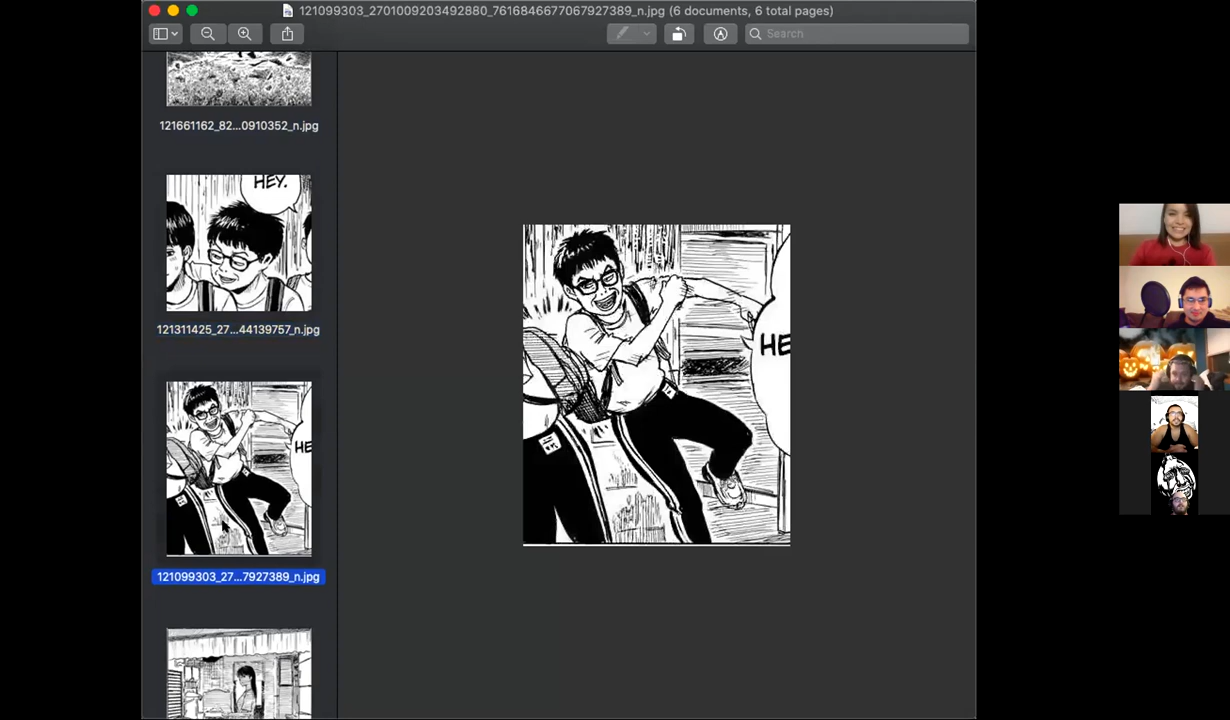 121099303_2701009203492880_7616846677067927389_n.jpg (6 documents, 6 total pages)
Search
121661162_82...0910352_n.jpg
HEY.
121311425_27...44139757_n.jpg
HE
121099303_27...7927389_n.jpg
HE